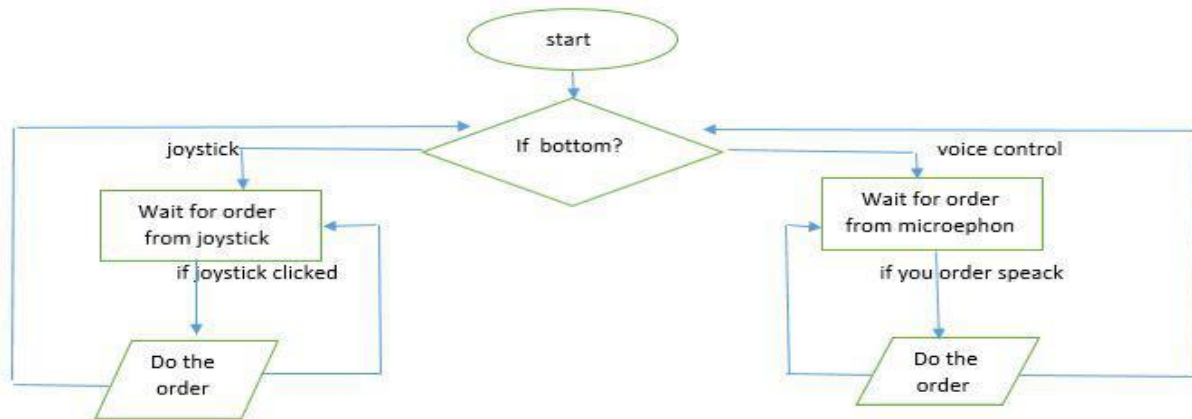 start
If bottom?
joystick
voice control
Wait for order
from joystick
Wait for order
from microephon
if joystick clicked
if you order speack
Do the
order
Do the
order